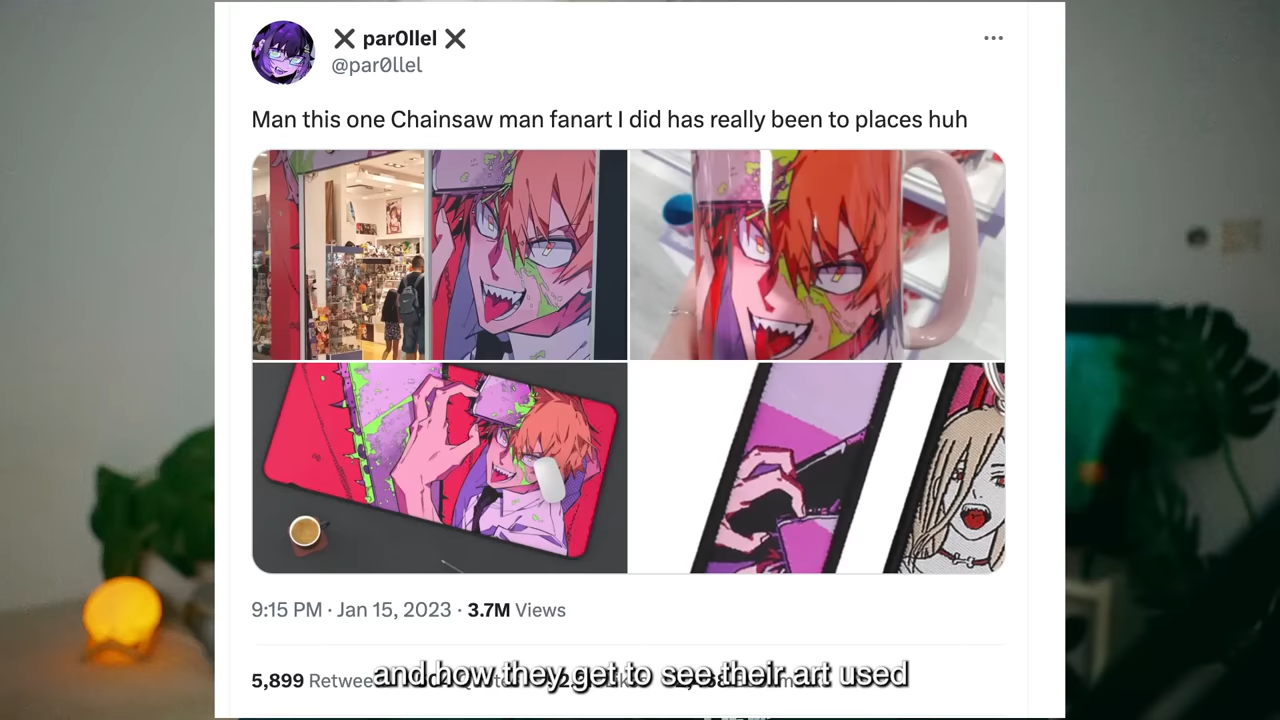 par0llel
@par0llel
Man this one Chainsaw man fanart I did has really been to places huh
9:15 PM · Jan 15, 2023 · 3.7M Views
5,899
and how they get to see their art used